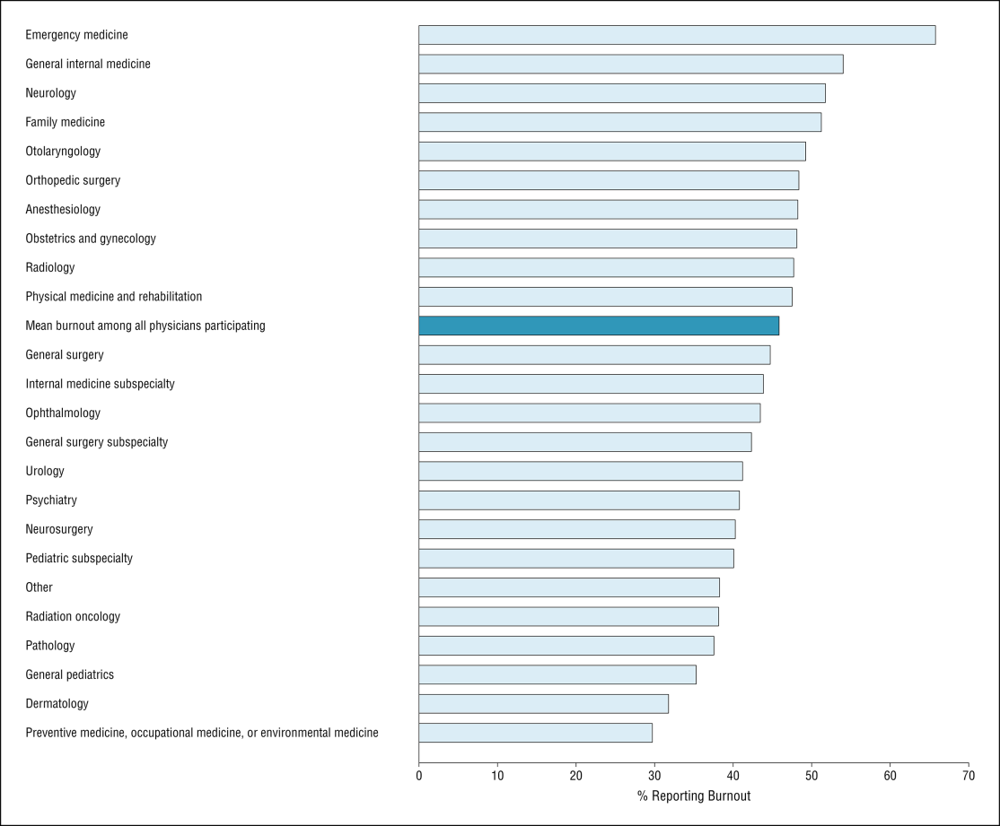 Emergency medicine
General internal medicine
Neurology
Family medicine
Otolaryngology
Orthopedic surgery
Anesthesiology
Obstetrics and gynecology
Radiology
Physical medicine and rehabilitation
Mean burnout among all physicians participating
General surgery
Internal medicine subspecialty
Ophthalmology
General surgery subspecialty
Urology
Psychiatry
Neurosurgery
Pediatric subspecialty
Other
Radiation oncology
Pathology
General pediatrics
Dermatology
Preventive medicine, occupational medicine, or environmental medicine
0 10 20 30 40 50 60 70
% Reporting Burnout